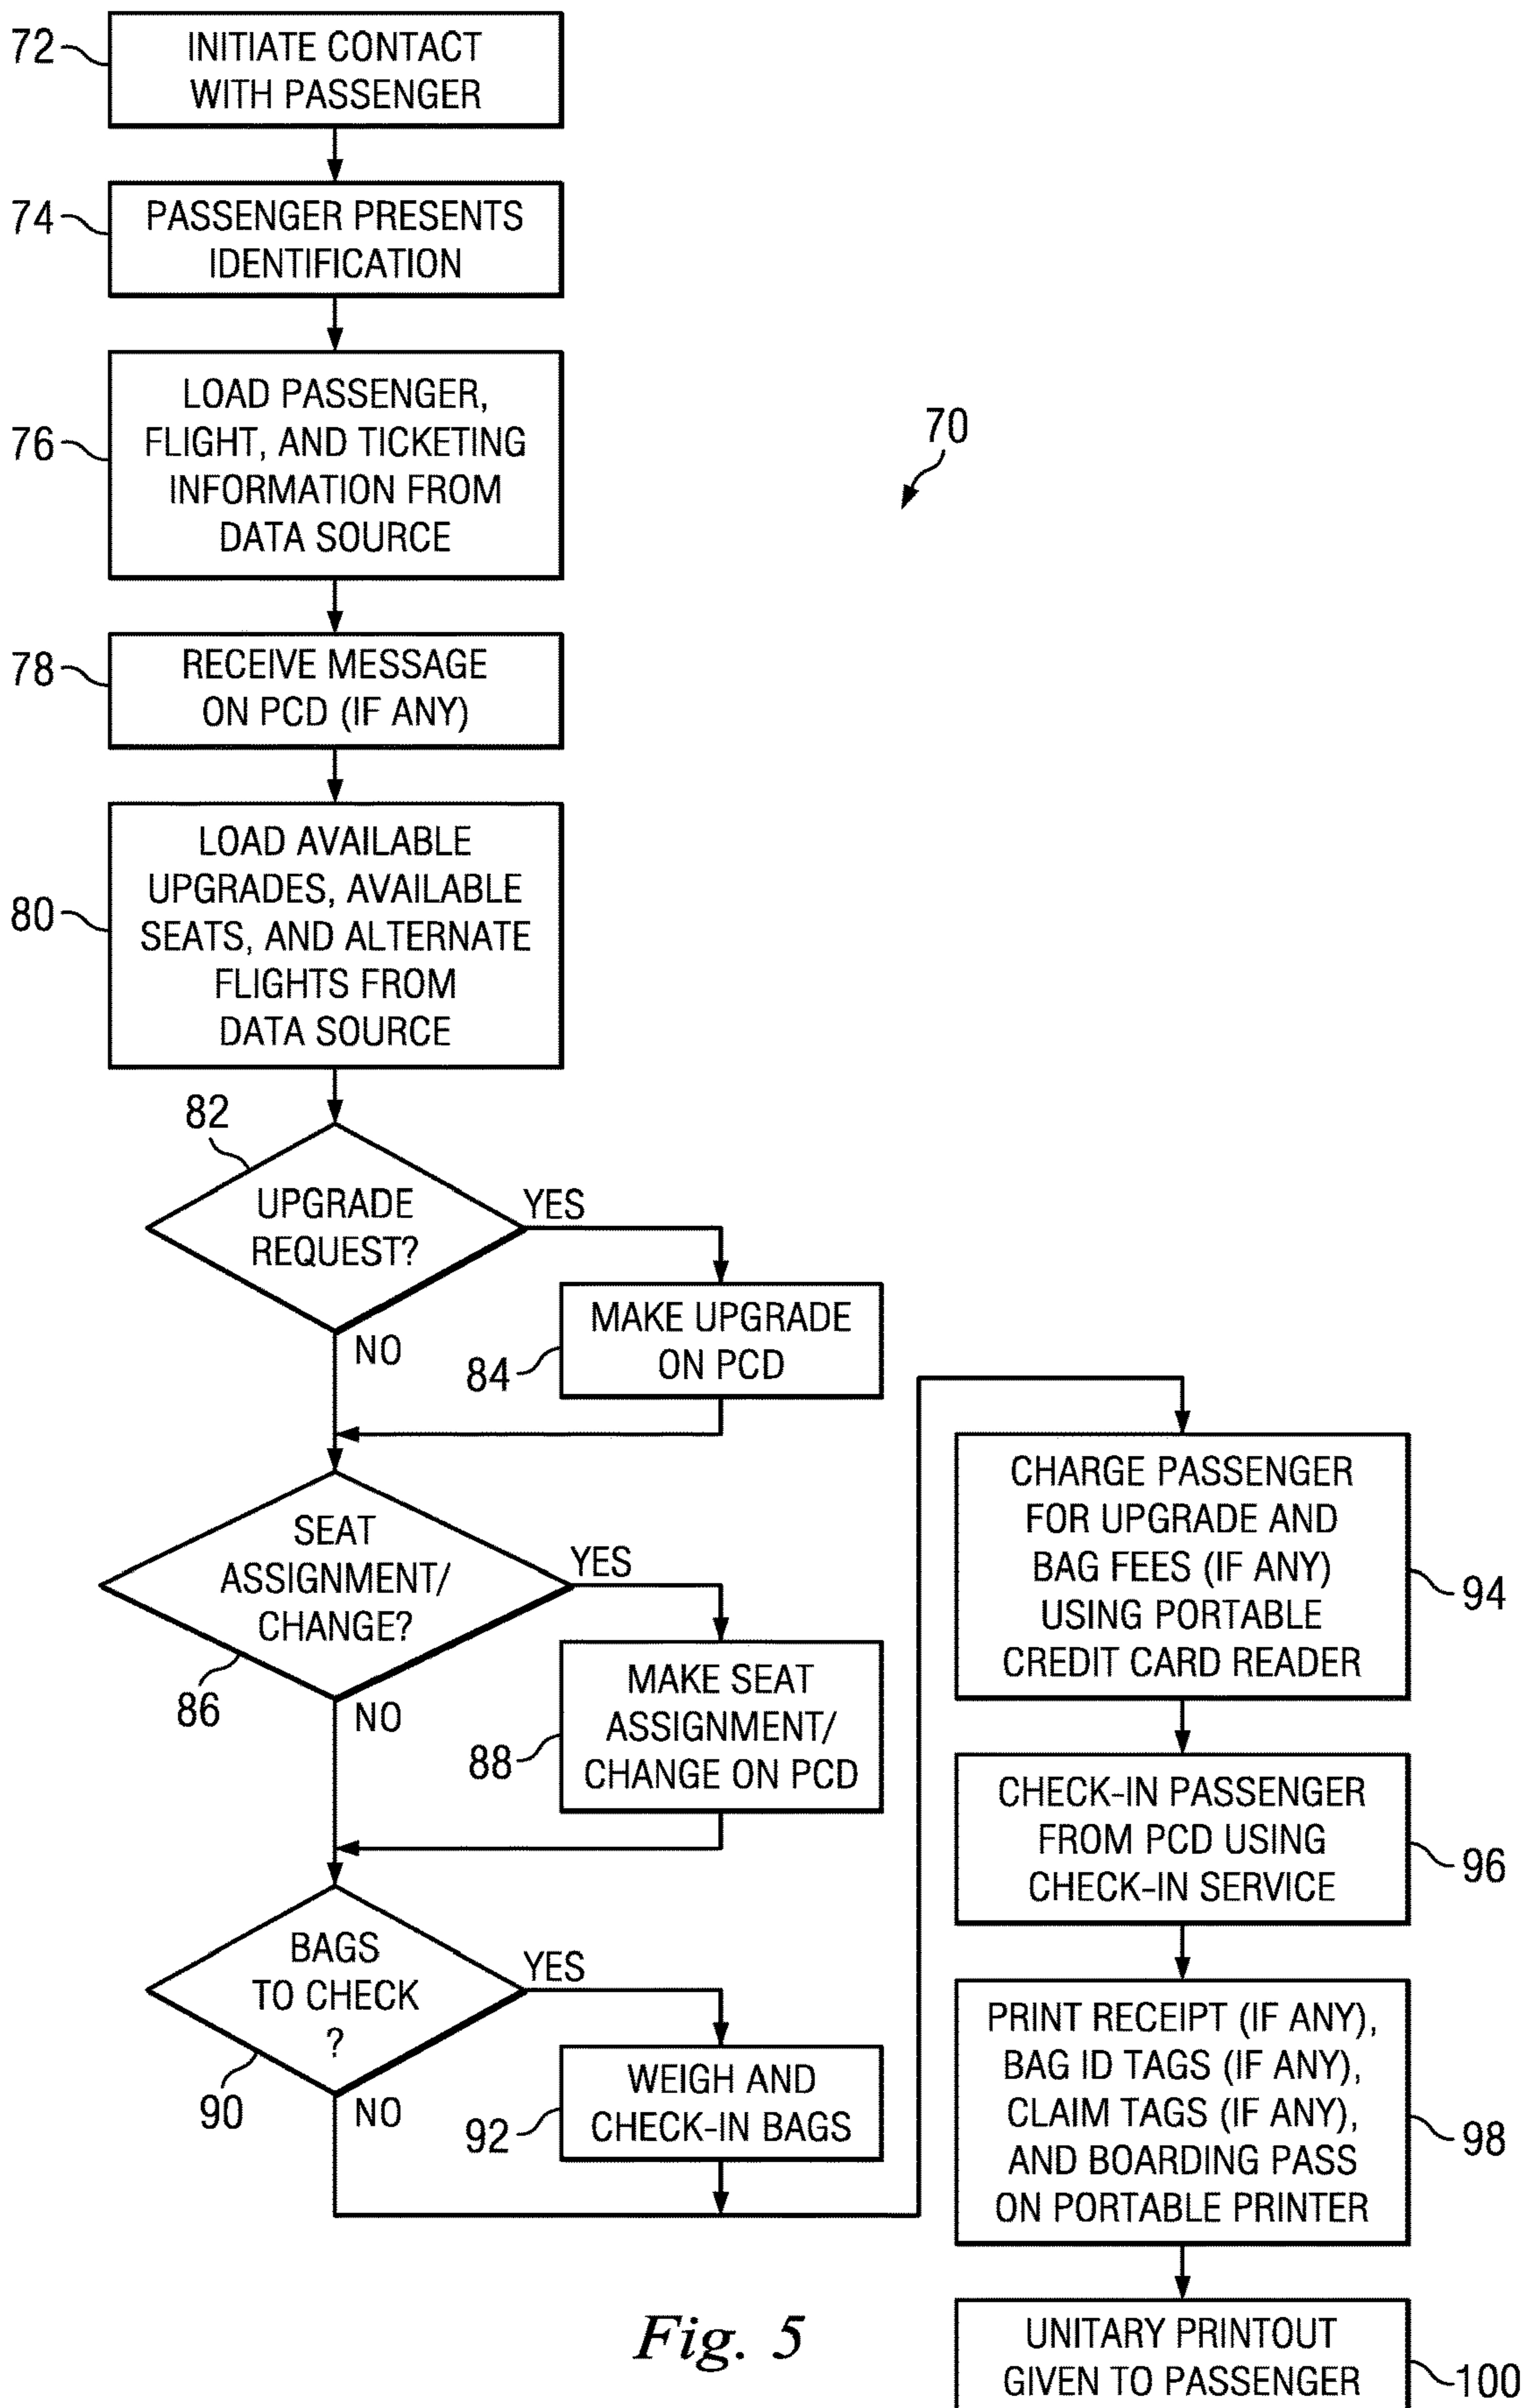 72
INITIATE CONTACT
WITH PASSENGER
74
PASSENGER PRESENTS
IDENTIFICATION
76
LOAD PASSENGER,
FLIGHT, AND TICKETING
INFORMATION FROM
DATA SOURCE
70
78
RECEIVE MESSAGE
ON PCD (IF ANY)
80
LOAD AVAILABLE
UPGRADES, AVAILABLE
SEATS, AND ALTERNATE
FLIGHTS FROM
DATA SOURCE
82
UPGRADE
REQUEST?
YES
NO
84
MAKE UPGRADE
ON PCD
SEAT
ASSIGNMENT/
CHANGE?
YES
86
NO
88
MAKE SEAT
ASSIGNMENT/
CHANGE ON PCD
BAGS
TO CHECK
?
YES
90
NO
92
WEIGH AND
CHECK-IN BAGS
CHARGE PASSENGER
FOR UPGRADE AND
BAG FEES (IF ANY)
USING PORTABLE
CREDIT CARD READER
94
CHECK-IN PASSENGER
FROM PCD USING
CHECK-IN SERVICE
96
PRINT RECEIPT (IF ANY),
BAG ID TAGS (IF ANY),
CLAIM TAGS (IF ANY),
AND BOARDING PASS
ON PORTABLE PRINTER
98
UNITARY PRINTOUT
GIVEN TO PASSENGER
100
Fig. 5